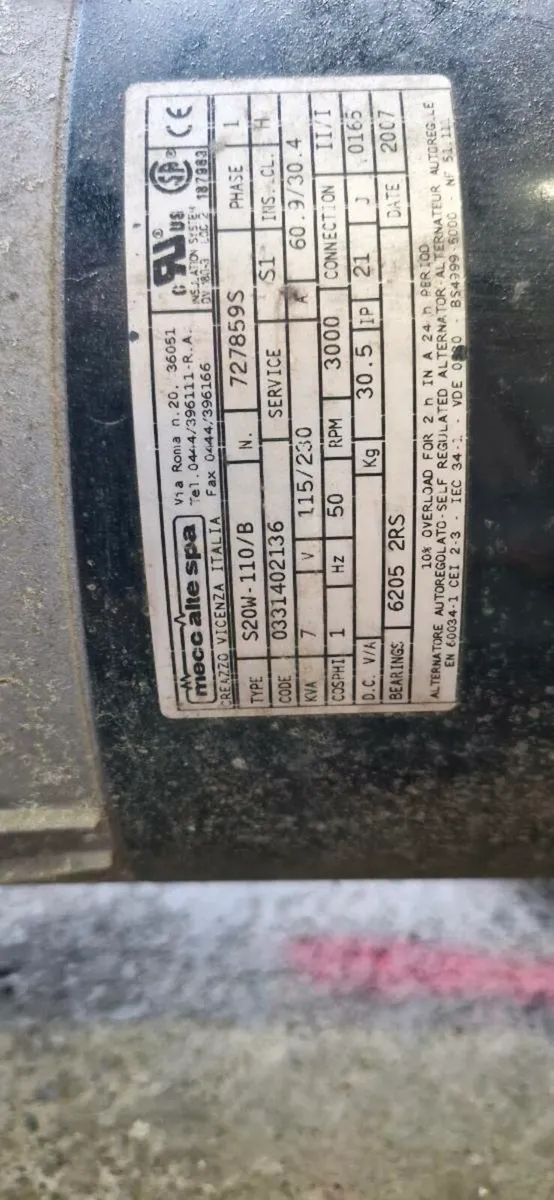 mecc alte spa
Via Roma n.20, 36051
Tel. 0444/396111-R.A.
CREAZZO VICENZA ITALIA Fax 0444/396166
c RU ® US
INSULATION SYSTEM
SA ®
187983
CE
TYPE S20W-110/B N. 727859S PHASE 1
CODE 0331402136 SERVICE S1 INS. CL. H
KVA 7 V 115/230 A 60.9/30.4
COSPHI 1 Hz 50 RPM 3000 CONNECTION II/I
D.C. V/A Kg 30.5 IP 21 J 0165
BEARINGS 6205 2RS DATE 2007
10% OVERLOAD FOR 2 h IN A 24 h PERIOD
ALTERNATORE AUTOREGOLATO-SELF REGULATED ALTERNATOR-ALTERNATEUR AUTOREGLE
EN 60034-1 CEI 2-3 - IEC 34-1 - VDE - BS4999 5000 - NF